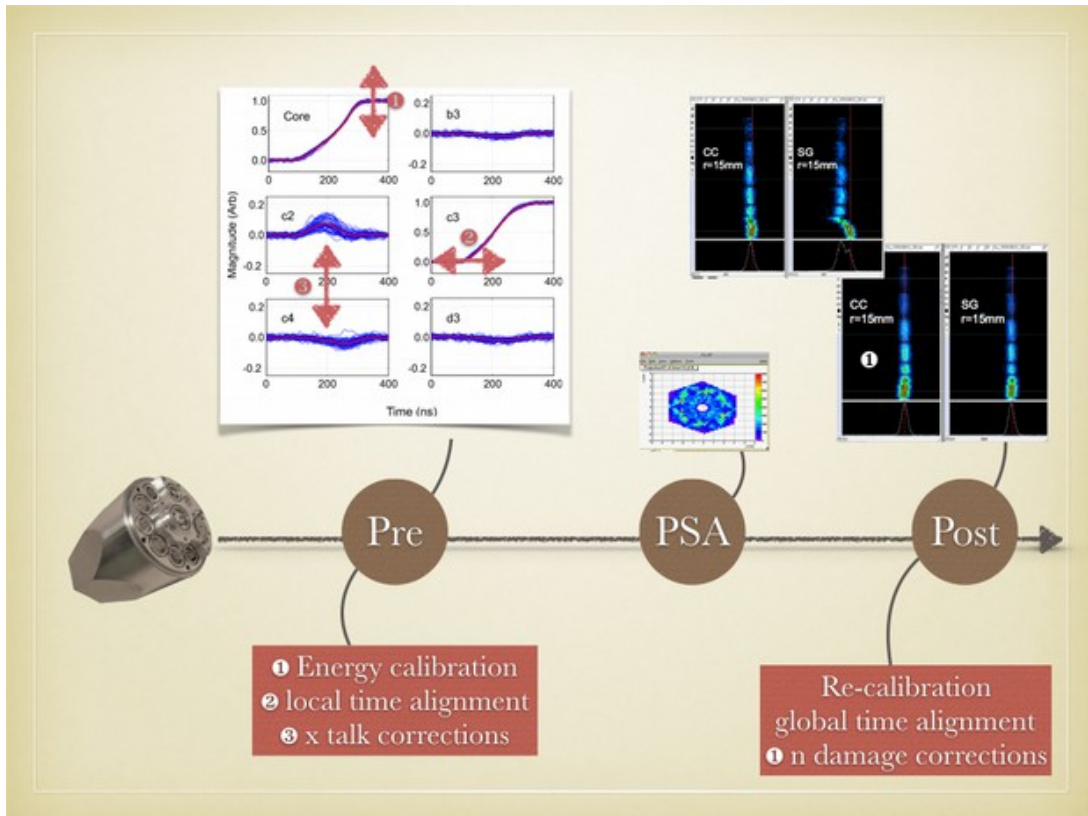 1.0
0.5
0.0
Core
❶
0 200 400
0.2
0.0
-0.2
b3
0 200 400
Magnitude (Arb)
0.2
0.0
-0.2
c2
1.0
0.5
0.0
c3
❷
0 200 400
0 200 400
❸
0.2
0.0
-0.2
c4
0.2
0.0
-0.2
d3
0 200 400
0 200 400
Time (ns)
CC
r=15mm
SG
r=15mm
CC
r=15mm
❶
SG
r=15mm
Pre
PSA
Post
❶ Energy calibration
❷ local time alignment
❸ x talk corrections
Re-calibration
global time alignment
❶ n damage corrections